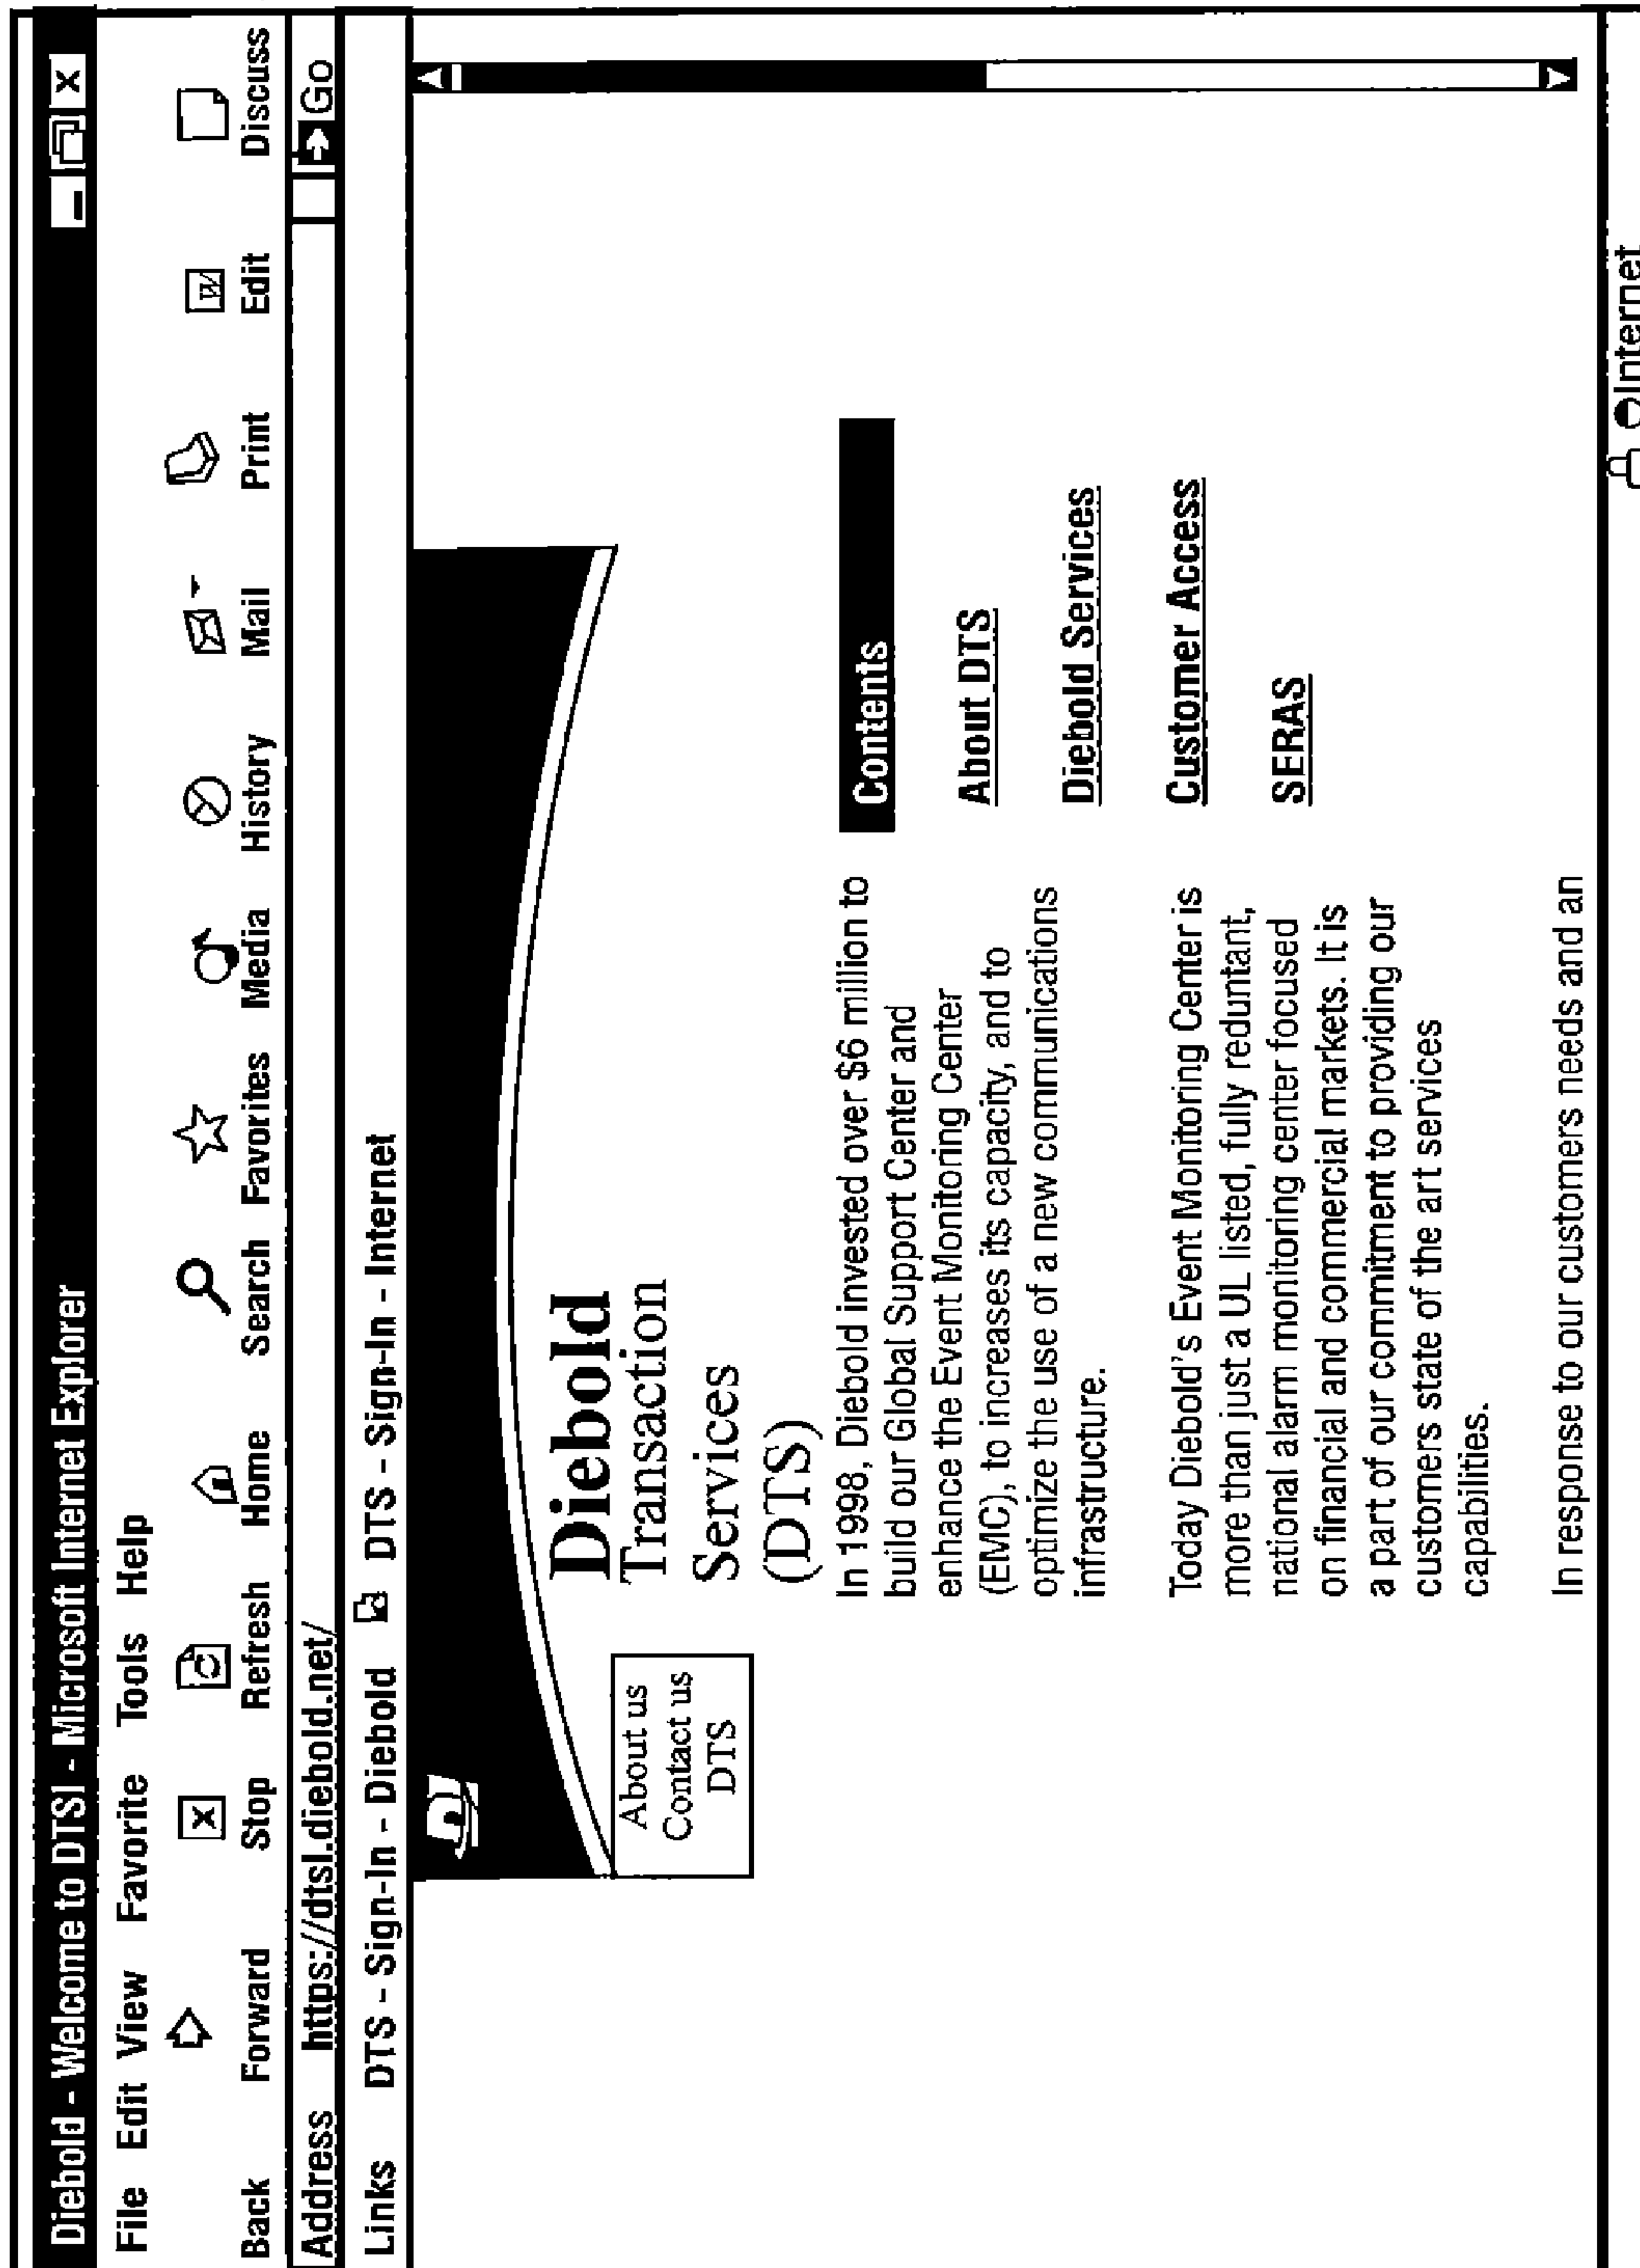 Diebold - Welcome to DTSI - Microsoft Internet Explorer
File Edit View Favorite Tools Help
Back Forward Stop Refresh Home Search Favorites Media History Mail Print Edit Discuss
Address https://dtsl.diebold.net/ Go
Links DTS - Sign-In - Diebold DTS - Sign-In - Internet
Diebold
Transaction
Services
(DTS)
About us
Contact us
DTS
In 1998, Diebold invested over $6 million to
build our Global Support Center and
enhance the Event Monitoring Center
(EMC), to increases its capacity, and to
optimize the use of a new communications
infrastructure.
Today Diebold's Event Monitoring Center is
more than just a UL listed, fully reduntant,
national alarm monitoring center focused
on financial and commercial markets. It is
a part of our commitment to providing our
customers state of the art services
capabilities.
In response to our customers needs and an
Contents
About DTS
Diebold Services
Customer Access
SERAS
Internet